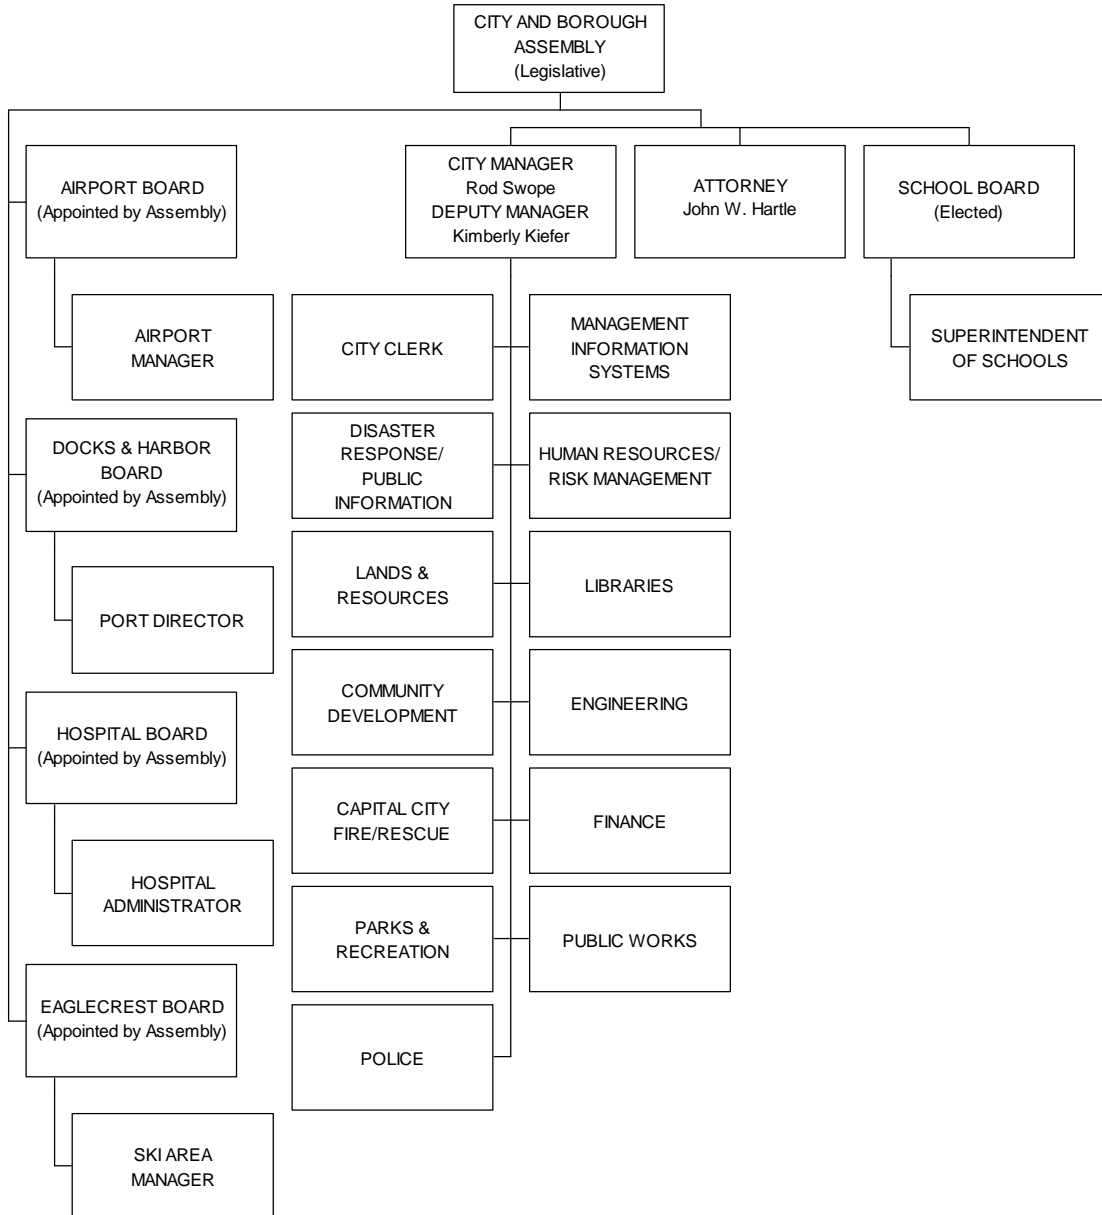 CITY AND BOROUGH
ASSEMBLY
(Legislative)
AIRPORT BOARD
(Appointed by Assembly)
CITY MANAGER
Rod Swope
DEPUTY MANAGER
Kimberly Kiefer
ATTORNEY
John W. Hartle
SCHOOL BOARD
(Elected)
AIRPORT
MANAGER
CITY CLERK
MANAGEMENT
INFORMATION
SYSTEMS
SUPERINTENDENT
OF SCHOOLS
DOCKS & HARBOR
BOARD
(Appointed by Assembly)
DISASTER
RESPONSE/
PUBLIC
INFORMATION
HUMAN RESOURCES/
RISK MANAGEMENT
PORT DIRECTOR
LANDS &
RESOURCES
LIBRARIES
HOSPITAL BOARD
(Appointed by Assembly)
COMMUNITY
DEVELOPMENT
ENGINEERING
HOSPITAL
ADMINISTRATOR
CAPITAL CITY
FIRE/RESCUE
FINANCE
PARKS &
RECREATION
PUBLIC WORKS
EAGLECREST BOARD
(Appointed by Assembly)
POLICE
SKI AREA
MANAGER